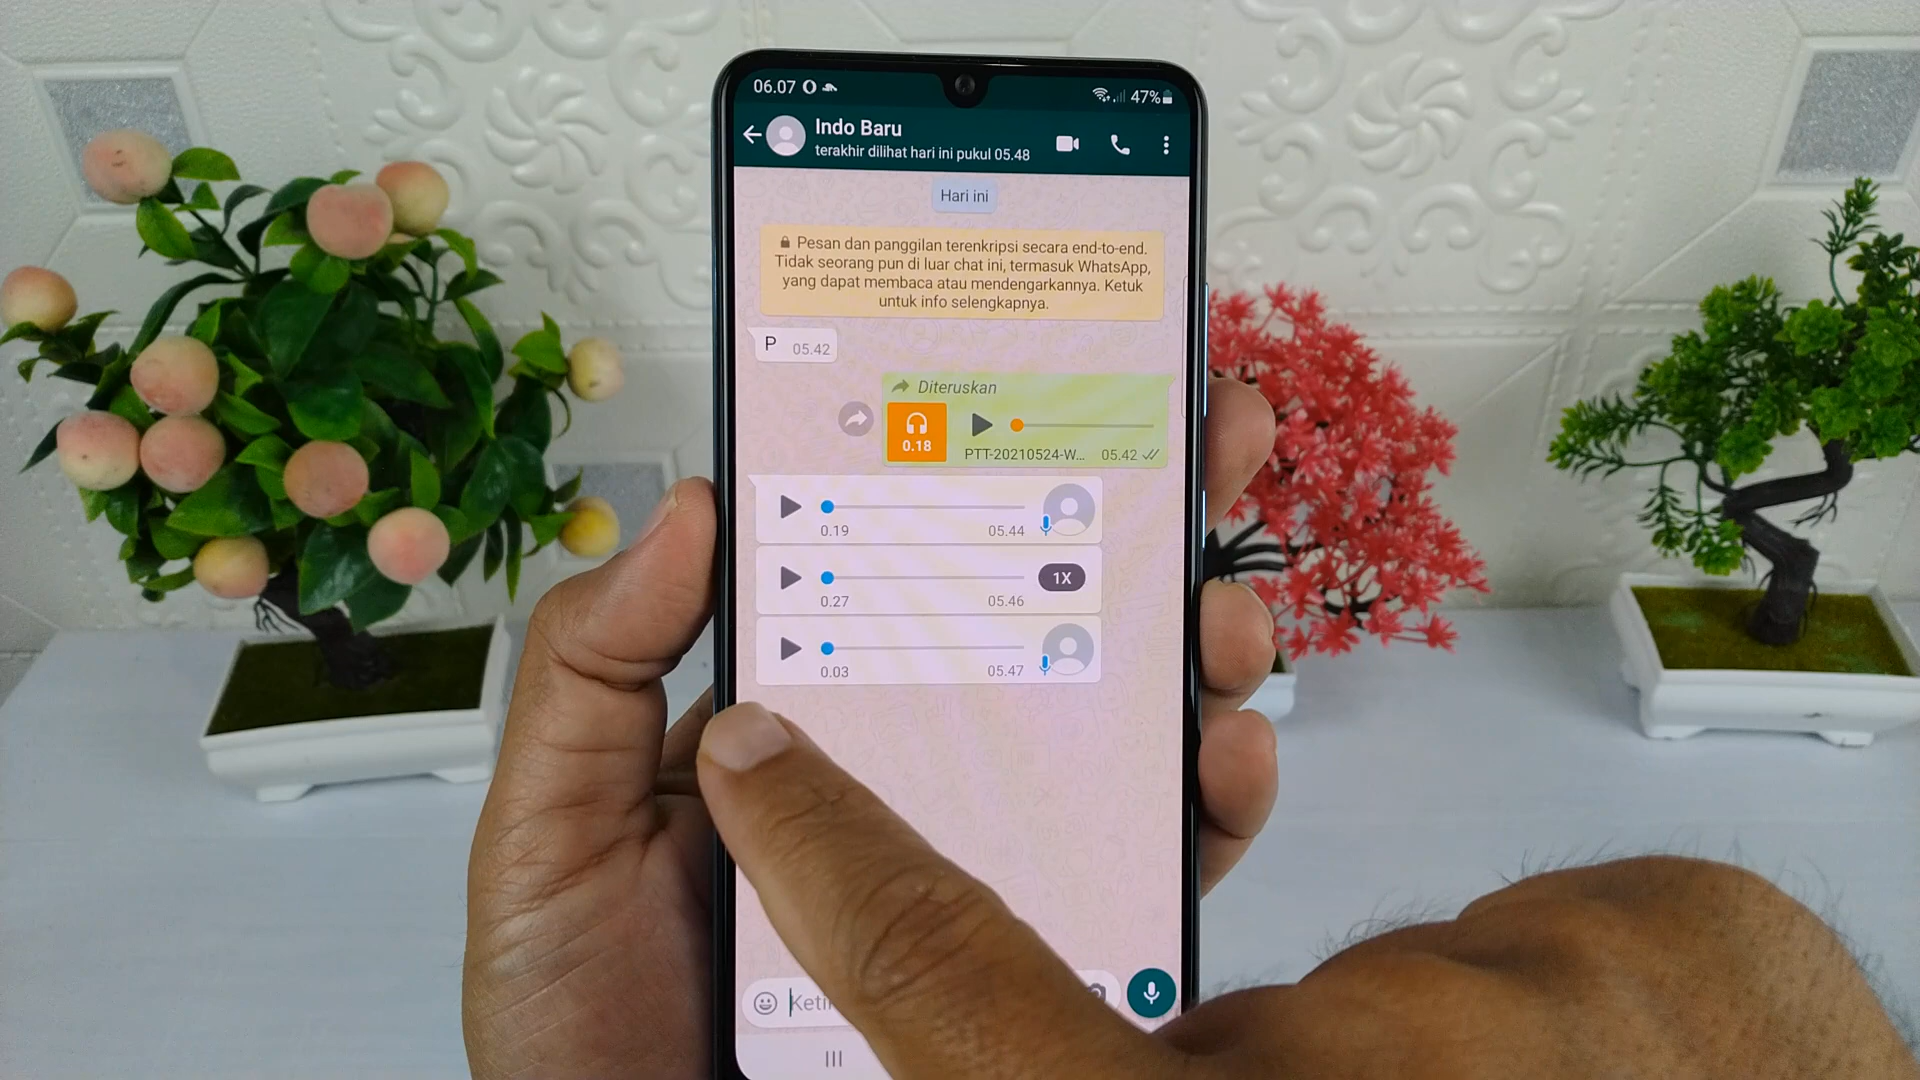 06.07
47%
Indo Baru
terakhir dilihat hari ini pukul 05.48
Hari ini
Pesan dan panggilan terenkripsi secara end-to-end.
Tidak seorang pun di luar chat ini, termasuk WhatsApp,
yang dapat membaca atau mendengarkannya. Ketuk
untuk info selengkapnya.
P 05.42
Diteruskan
0.18
PTT-20210524-W... 05.42
0.19 05.44
1X
0.27 05.46
0.03 05.47